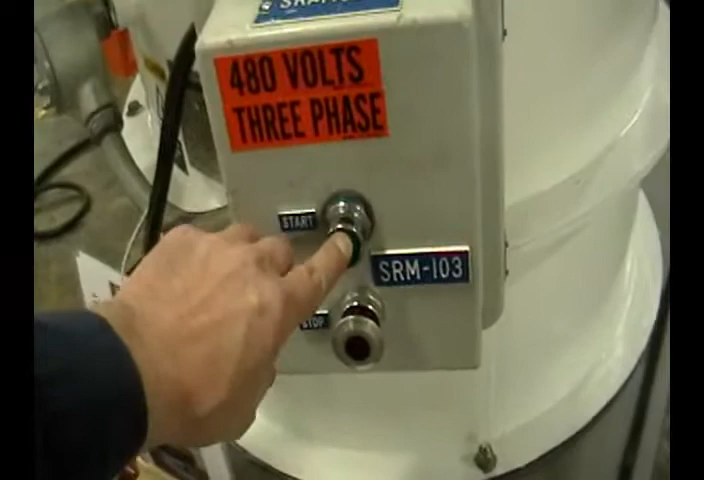 480 VOLTS
THREE PHASE
START
SRM-103
STOP